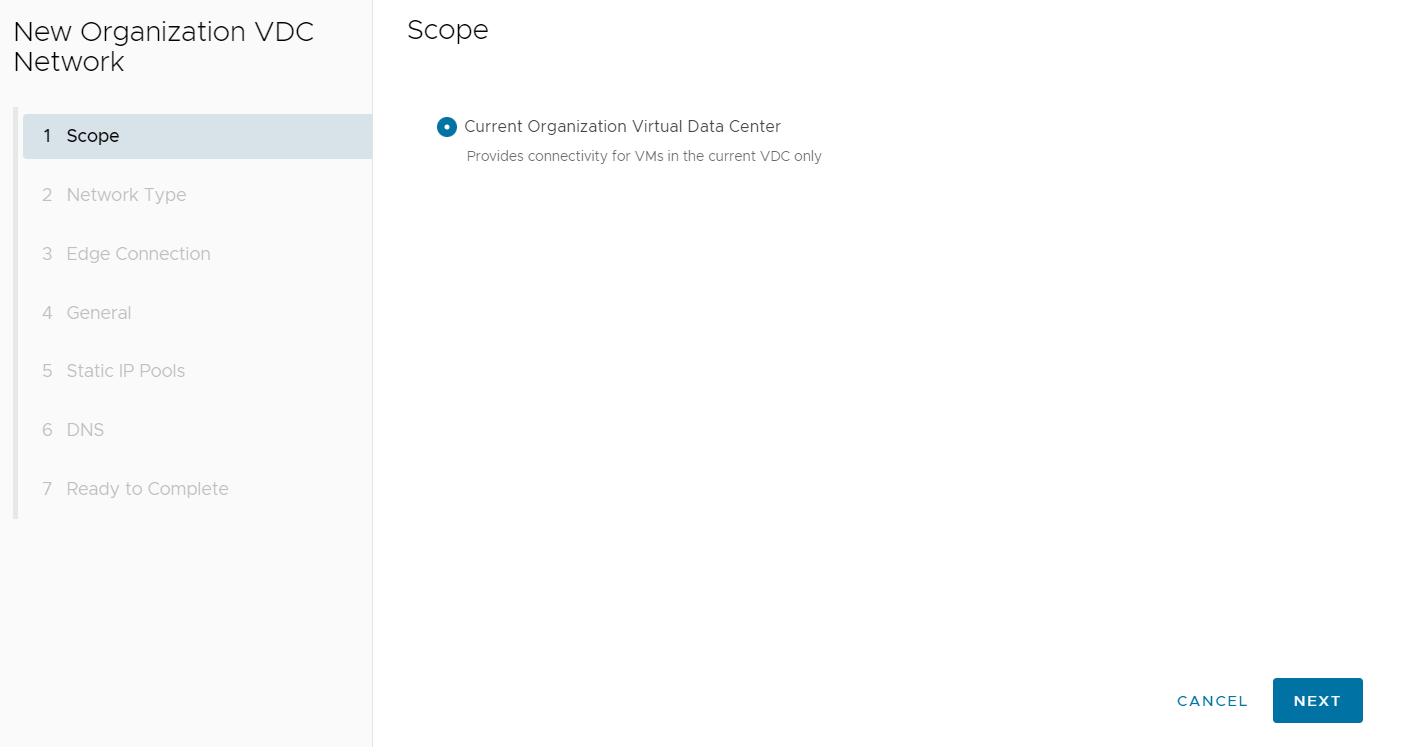 New Organization VDC
Network
1 Scope
2 Network Type
3 Edge Connection
4 General
5 Static IP Pools
6 DNS
7 Ready to Complete
Scope
Current Organization Virtual Data Center
Provides connectivity for VMs in the current VDC only
CANCEL
NEXT